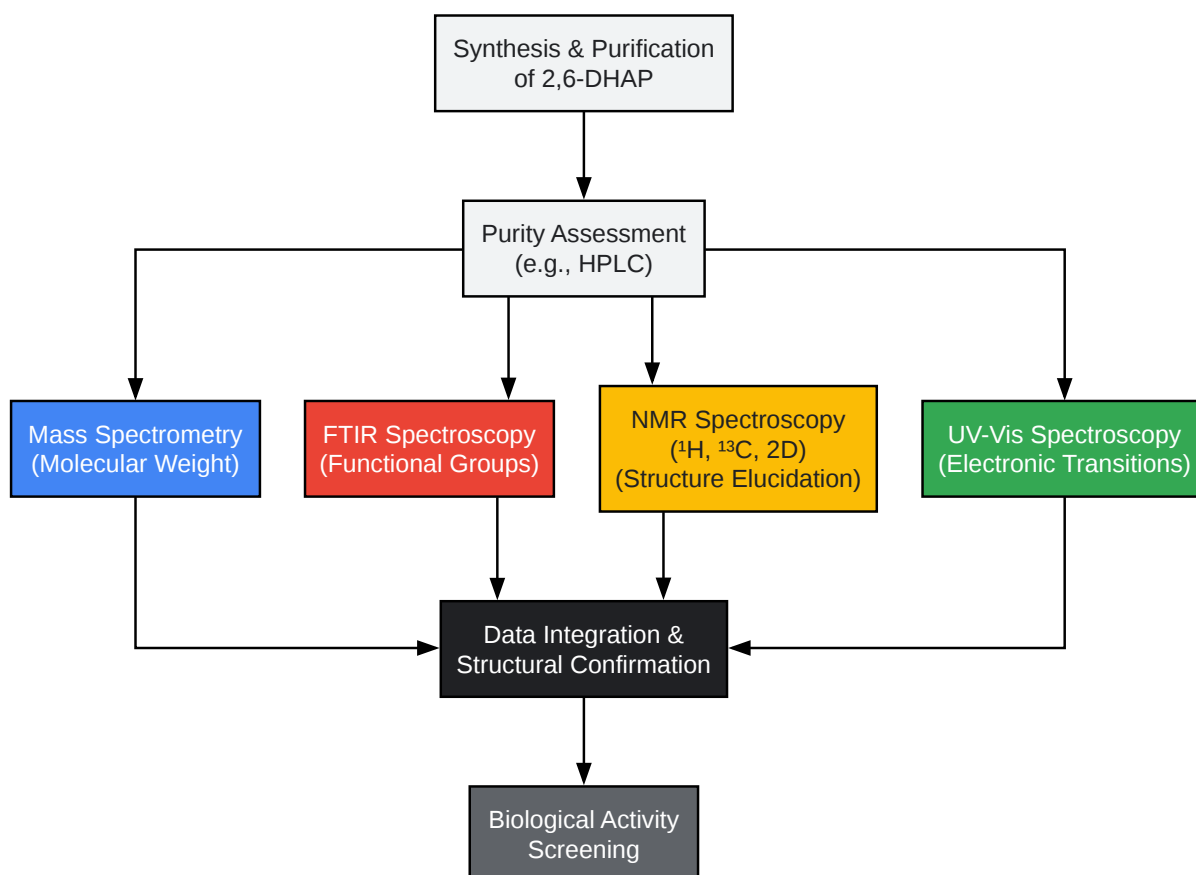 Synthesis & Purification
of 2,6-DHAP
Purity Assessment
(e.g., HPLC)
Mass Spectrometry
(Molecular Weight)
FTIR Spectroscopy
(Functional Groups)
NMR Spectroscopy
(¹H, ¹³C, 2D)
(Structure Elucidation)
UV-Vis Spectroscopy
(Electronic Transitions)
Data Integration &
Structural Confirmation
Biological Activity
Screening